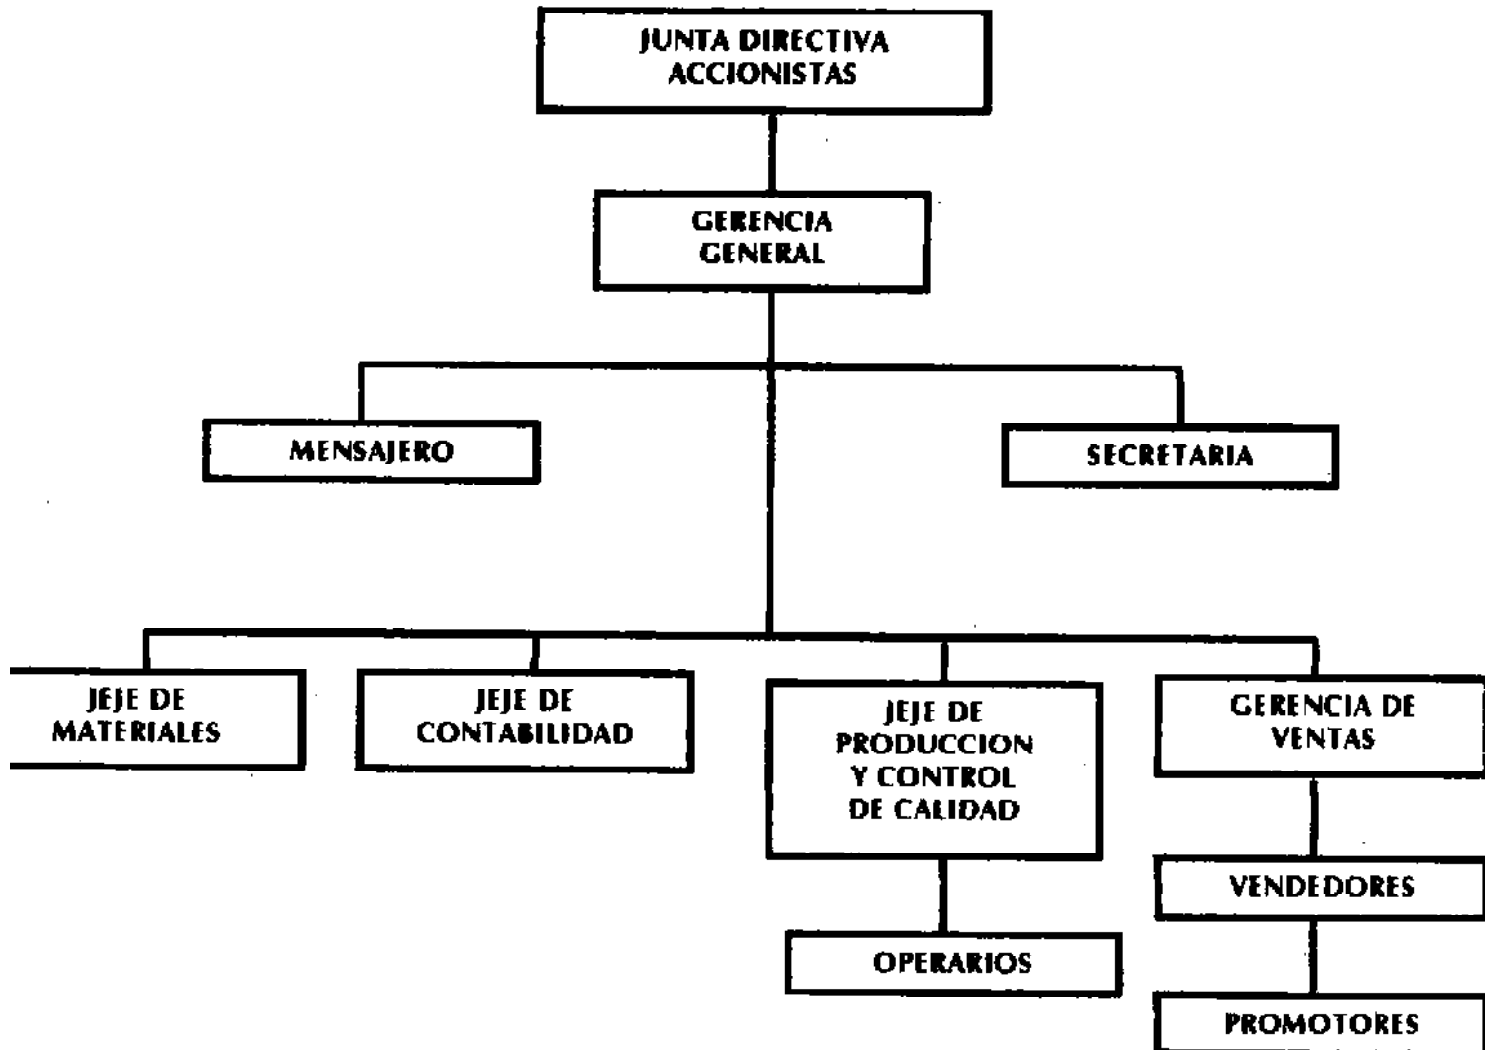 JUNTA DIRECTIVA
ACCIONISTAS
GERENCIA
GENERAL
MENSAJERO
SECRETARIA
JEJE DE
MATERIALES
JEJE DE
CONTABILIDAD
JEJE DE
PRODUCCION
Y CONTROL
DE CALIDAD
GERENCIA DE
VENTAS
VENDEDORES
OPERARIOS
PROMOTORES